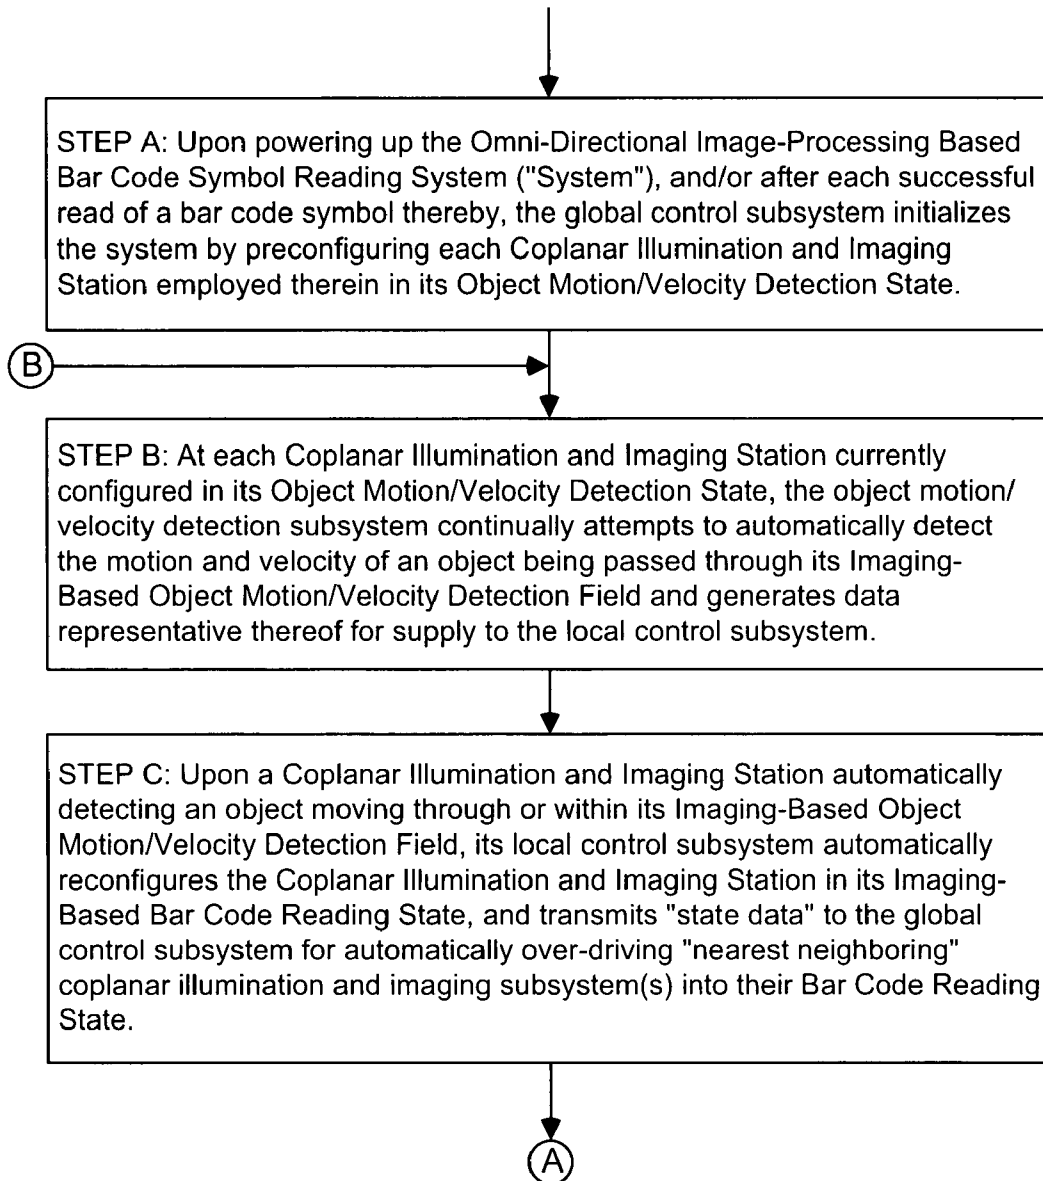 STEP A: Upon powering up the Omni-Directional Image-Processing Based
Bar Code Symbol Reading System ("System"), and/or after each successful
read of a bar code symbol thereby, the global control subsystem initializes
the system by preconfiguring each Coplanar Illumination and Imaging
Station employed therein in its Object Motion/Velocity Detection State.
B
STEP B: At each Coplanar Illumination and Imaging Station currently
configured in its Object Motion/Velocity Detection State, the object motion/
velocity detection subsystem continually attempts to automatically detect
the motion and velocity of an object being passed through its Imaging-
Based Object Motion/Velocity Detection Field and generates data
representative thereof for supply to the local control subsystem.
STEP C: Upon a Coplanar Illumination and Imaging Station automatically
detecting an object moving through or within its Imaging-Based Object
Motion/Velocity Detection Field, its local control subsystem automatically
reconfigures the Coplanar Illumination and Imaging Station in its Imaging-
Based Bar Code Reading State, and transmits "state data" to the global
control subsystem for automatically over-driving "nearest neighboring"
coplanar illumination and imaging subsystem(s) into their Bar Code Reading
State.
A